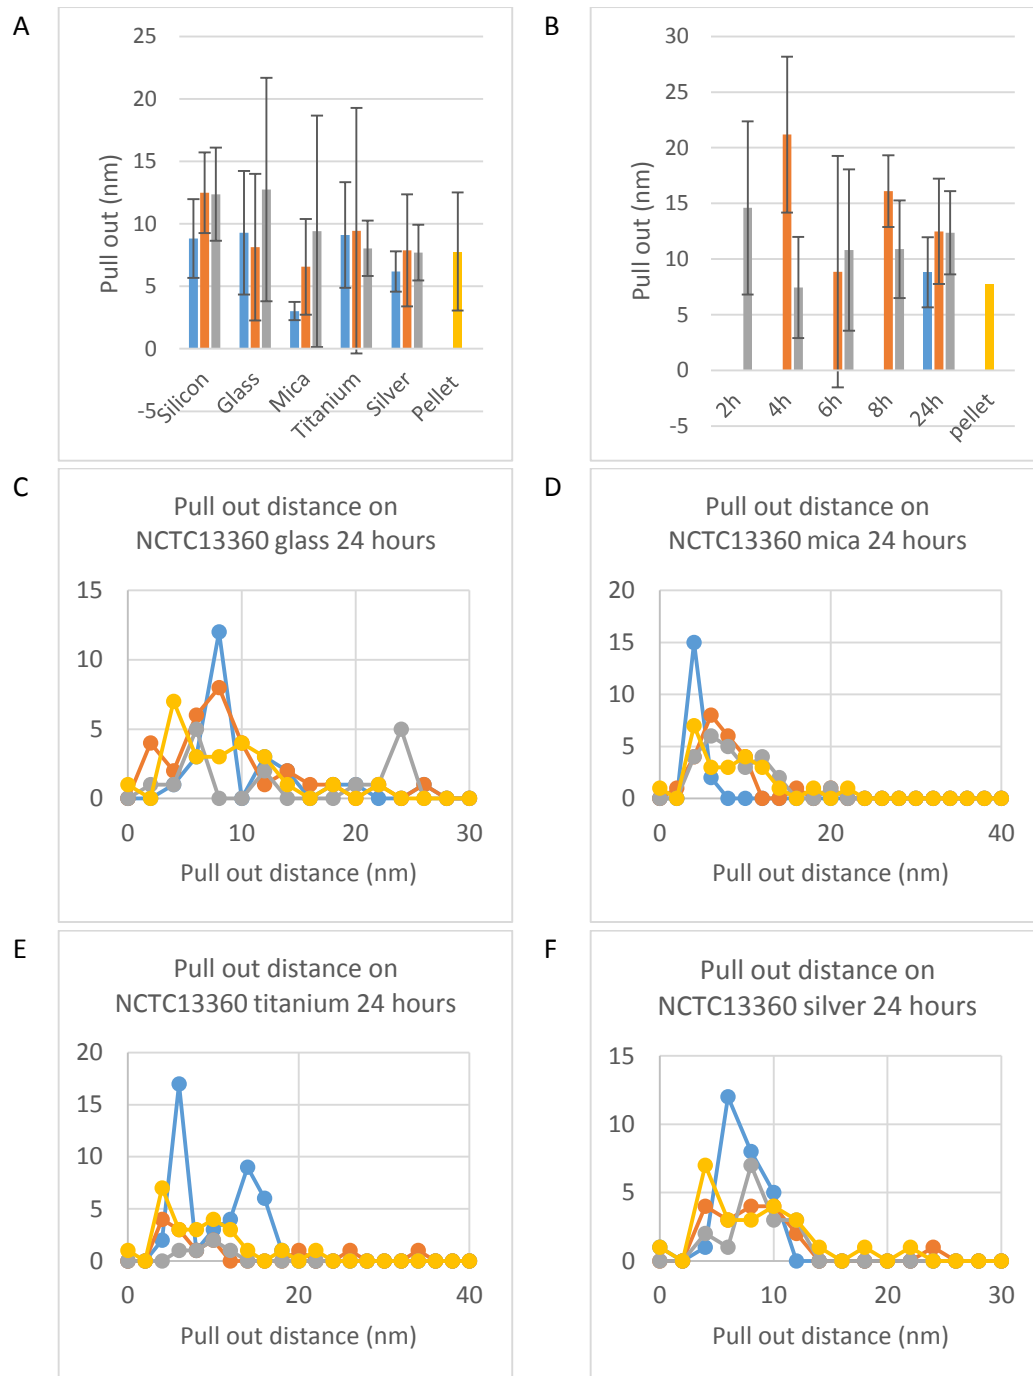 A
25
20
15
10
5
0
-5
Pull out (nm)
Silicon
Glass
Mica
Titanium
Silver
Pellet
B
30
25
20
15
10
5
0
-5
Pull out (nm)
2h
4h
6h
8h
24h
pellet
C
Pull out distance on
NCTC13360 glass 24 hours
15
10
5
0
0 10 20 30
Pull out distance (nm)
D
Pull out distance on
NCTC13360 mica 24 hours
20
15
10
5
0
0 20 40
Pull out distance (nm)
E
Pull out distance on
NCTC13360 titanium 24 hours
20
15
10
5
0
0 20 40
Pull out distance (nm)
F
Pull out distance on
NCTC13360 silver 24 hours
15
10
5
0
0 10 20 30
Pull out distance (nm)